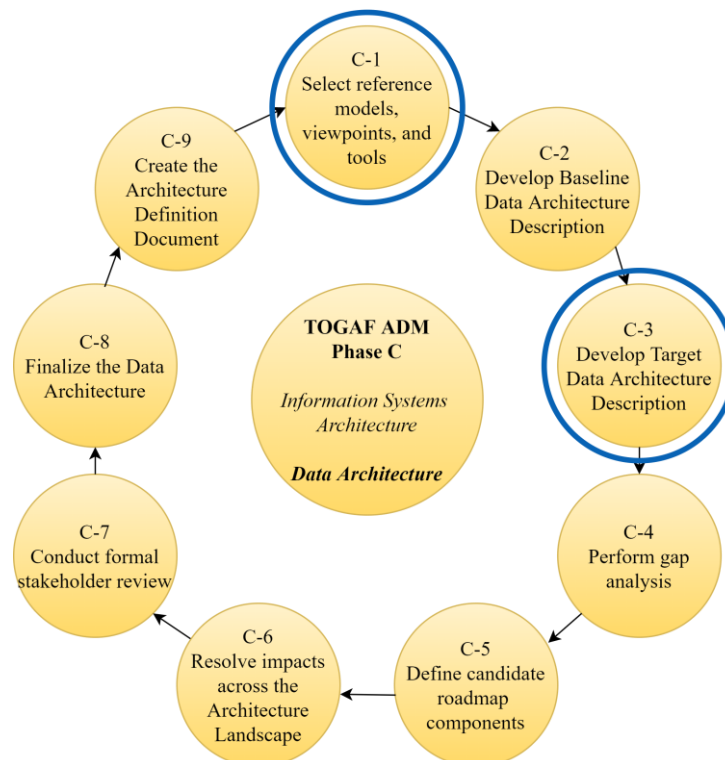 C-1
Select reference
models,
viewpoints, and
tools
C-2
Develop Baseline
Data Architecture
Description
C-3
Develop Target
Data Architecture
Description
C-4
Perform gap
analysis
C-5
Define candidate
roadmap
components
C-6
Resolve impacts
across the
Architecture
Landscape
C-7
Conduct formal
stakeholder review
C-8
Finalize the Data
Architecture
C-9
Create the
Architecture
Definition
Document
TOGAF ADM
Phase C
Information Systems
Architecture
Data Architecture